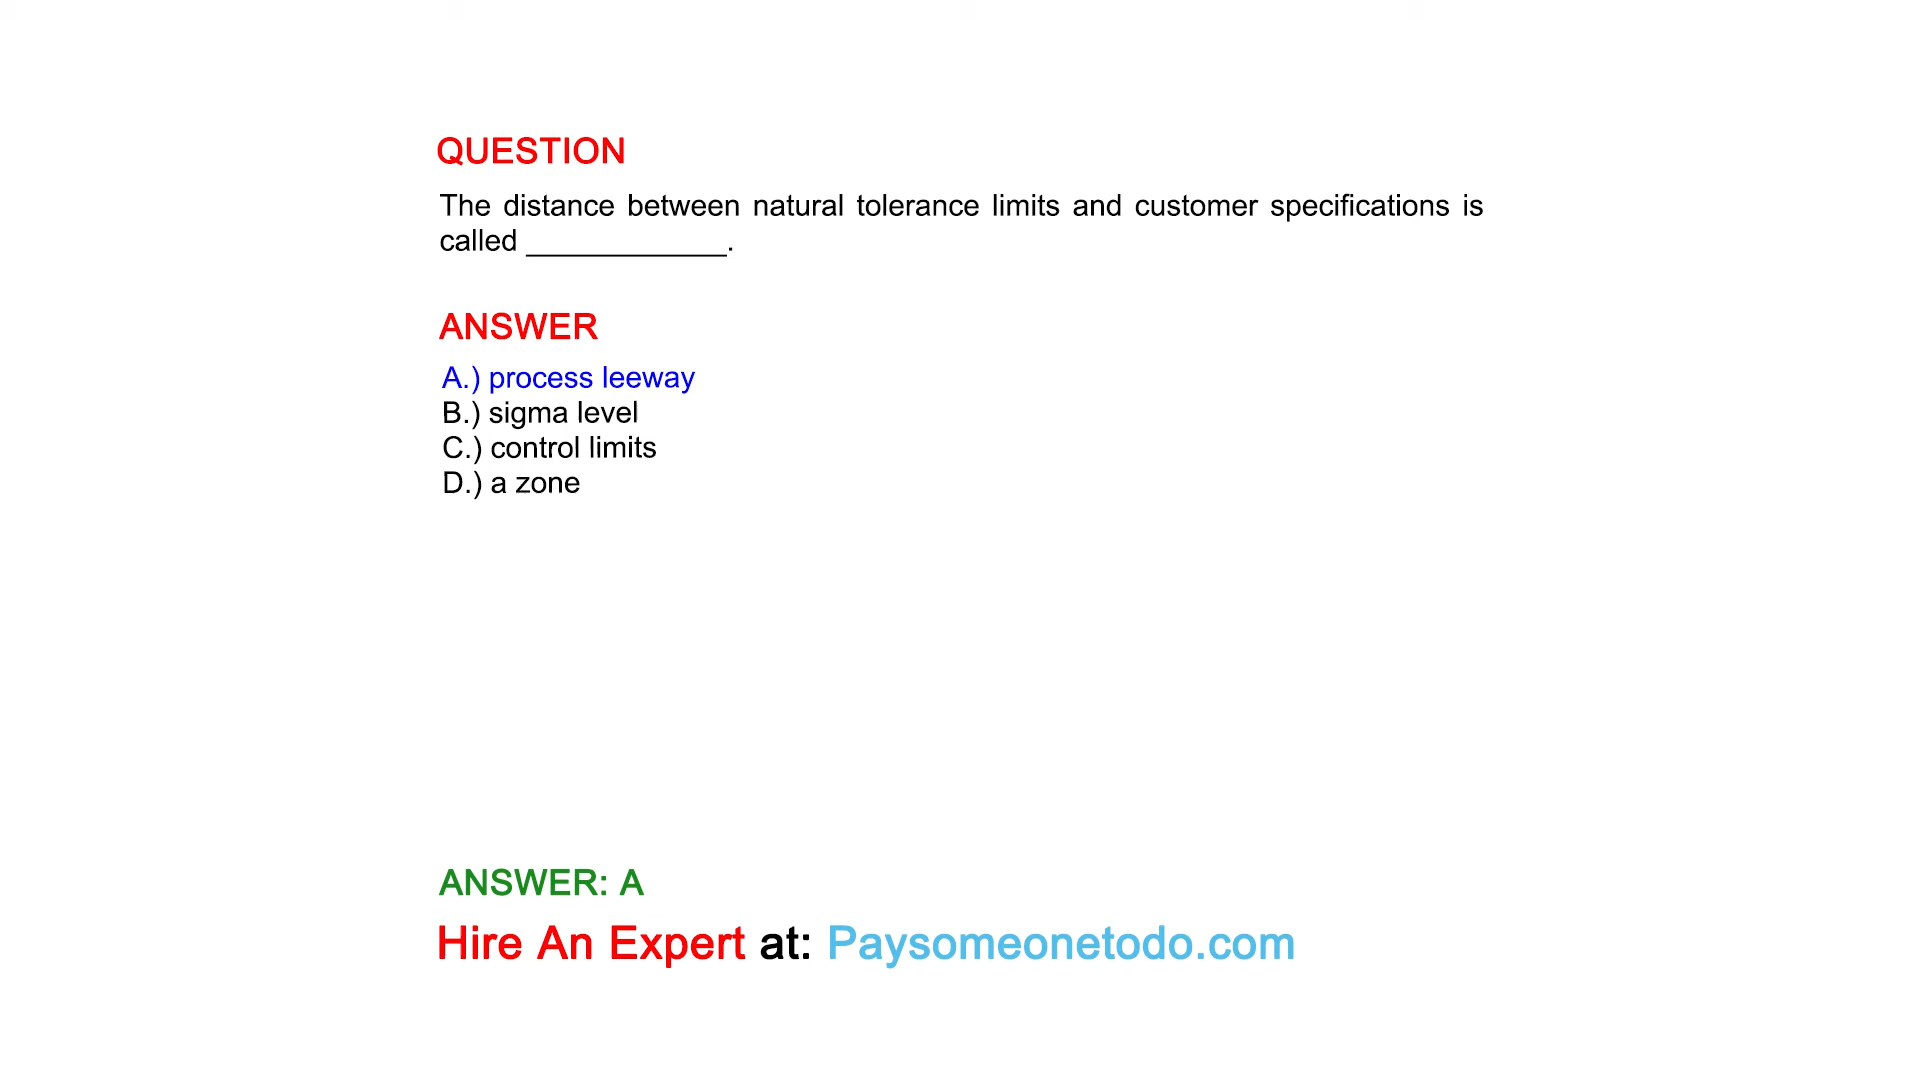 QUESTION
The distance between natural tolerance limits and customer specifications is
called ____________.
ANSWER
A.) process leeway
B.) sigma level
C.) control limits
D.) a zone
ANSWER: A
Hire An Expert at: Paysomeonetodo.com